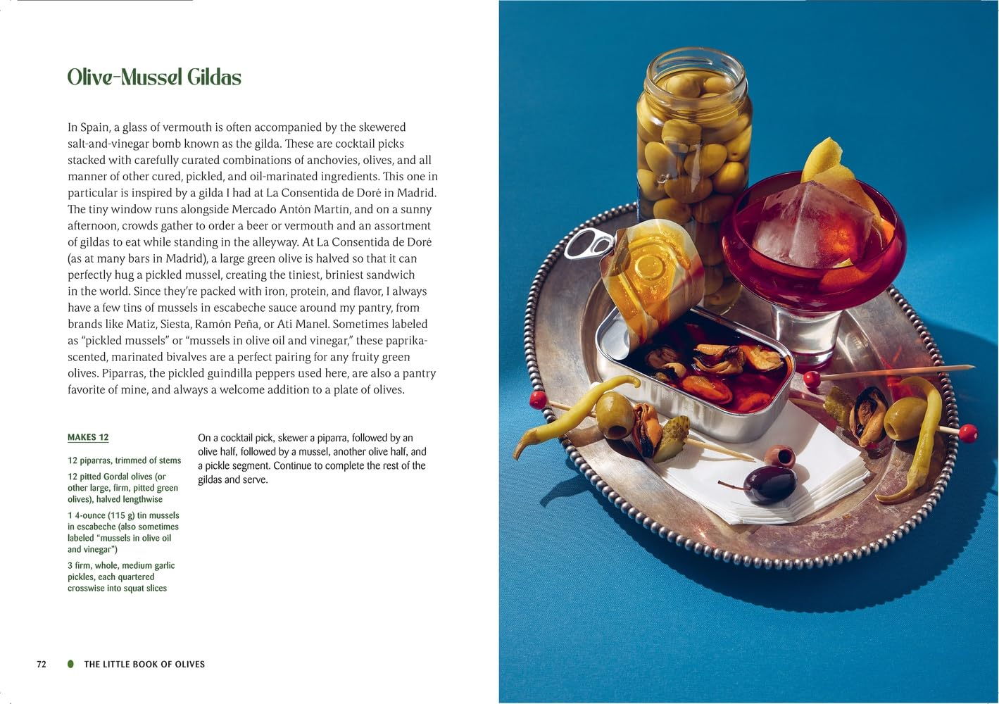 Olive-Mussel Gildas
In Spain, a glass of vermouth is often accompanied by the skewered
salt-and-vinegar bomb known as the gilda. These are cocktail picks
stacked with carefully curated combinations of anchovies, olives, and all
manner of other cured, pickled, and oil-marinated ingredients. This one in
particular is inspired by a gilda I had at La Consentida de Doré in Madrid.
The tiny window runs alongside Mercado Antón Martín, and on a sunny
afternoon, crowds gather to order a beer or vermouth and an assortment
of gildas to eat while standing in the alleyway. At La Consentida de Doré
(as at many bars in Madrid), a large green olive is halved so that it can
perfectly hug a pickled mussel, creating the tiniest, briniest sandwich
in the world. Since they’re packed with iron, protein, and flavor, I always
have a few tins of mussels in escabeche sauce around my pantry, from
brands like Matiz, Siesta, Ramón Peña, or Ati Manel. Sometimes labeled
as “pickled mussels” or “mussels in olive oil and vinegar,” these paprika-
scented, marinated bivalves are a perfect pairing for any fruity green
olives. Piparras, the pickled guindilla peppers used here, are also a pantry
favorite of mine, and always a welcome addition to a plate of olives.
MAKES 12
12 piparras, trimmed of stems
12 pitted Gordal olives (or
other large, firm, pitted green
olives), halved lengthwise
1 4-ounce (115 g) tin mussels
in escabeche (also sometimes
labeled “mussels in olive oil
and vinegar”)
3 firm, whole, medium garlic
pickles, each quartered
crosswise into squat slices
On a cocktail pick, skewer a piparra, followed by an
olive half, followed by a mussel, another olive half, and
a pickle segment. Continue to complete the rest of the
gildas and serve.
72
THE LITTLE BOOK OF OLIVES